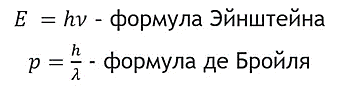 E = hν - формула Эйнштейна
p = h/λ - формула де Бройля